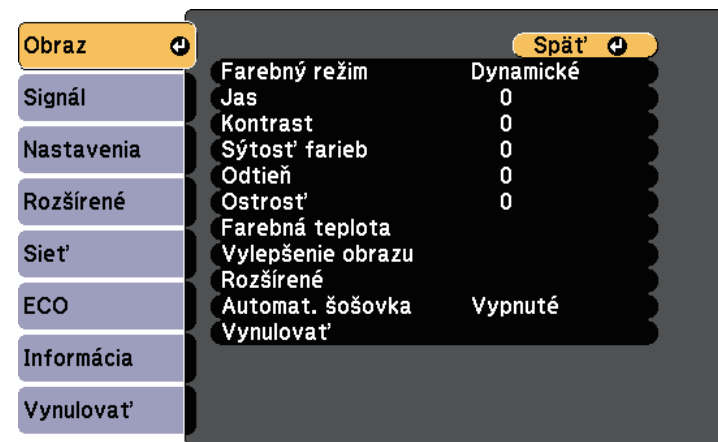 Obraz
Signál
Nastavenia
Rozšírené
Sieť
ECO
Informácia
Vynulovať
Späť
Farebný režim Dynamické
Jas 0
Kontrast 0
Sýtosť farieb 0
Odtieň 0
Ostrosť 0
Farebná teplota
Vylepšenie obrazu
Rozšírené
Automat. šošovka Vypnuté
Vynulovať